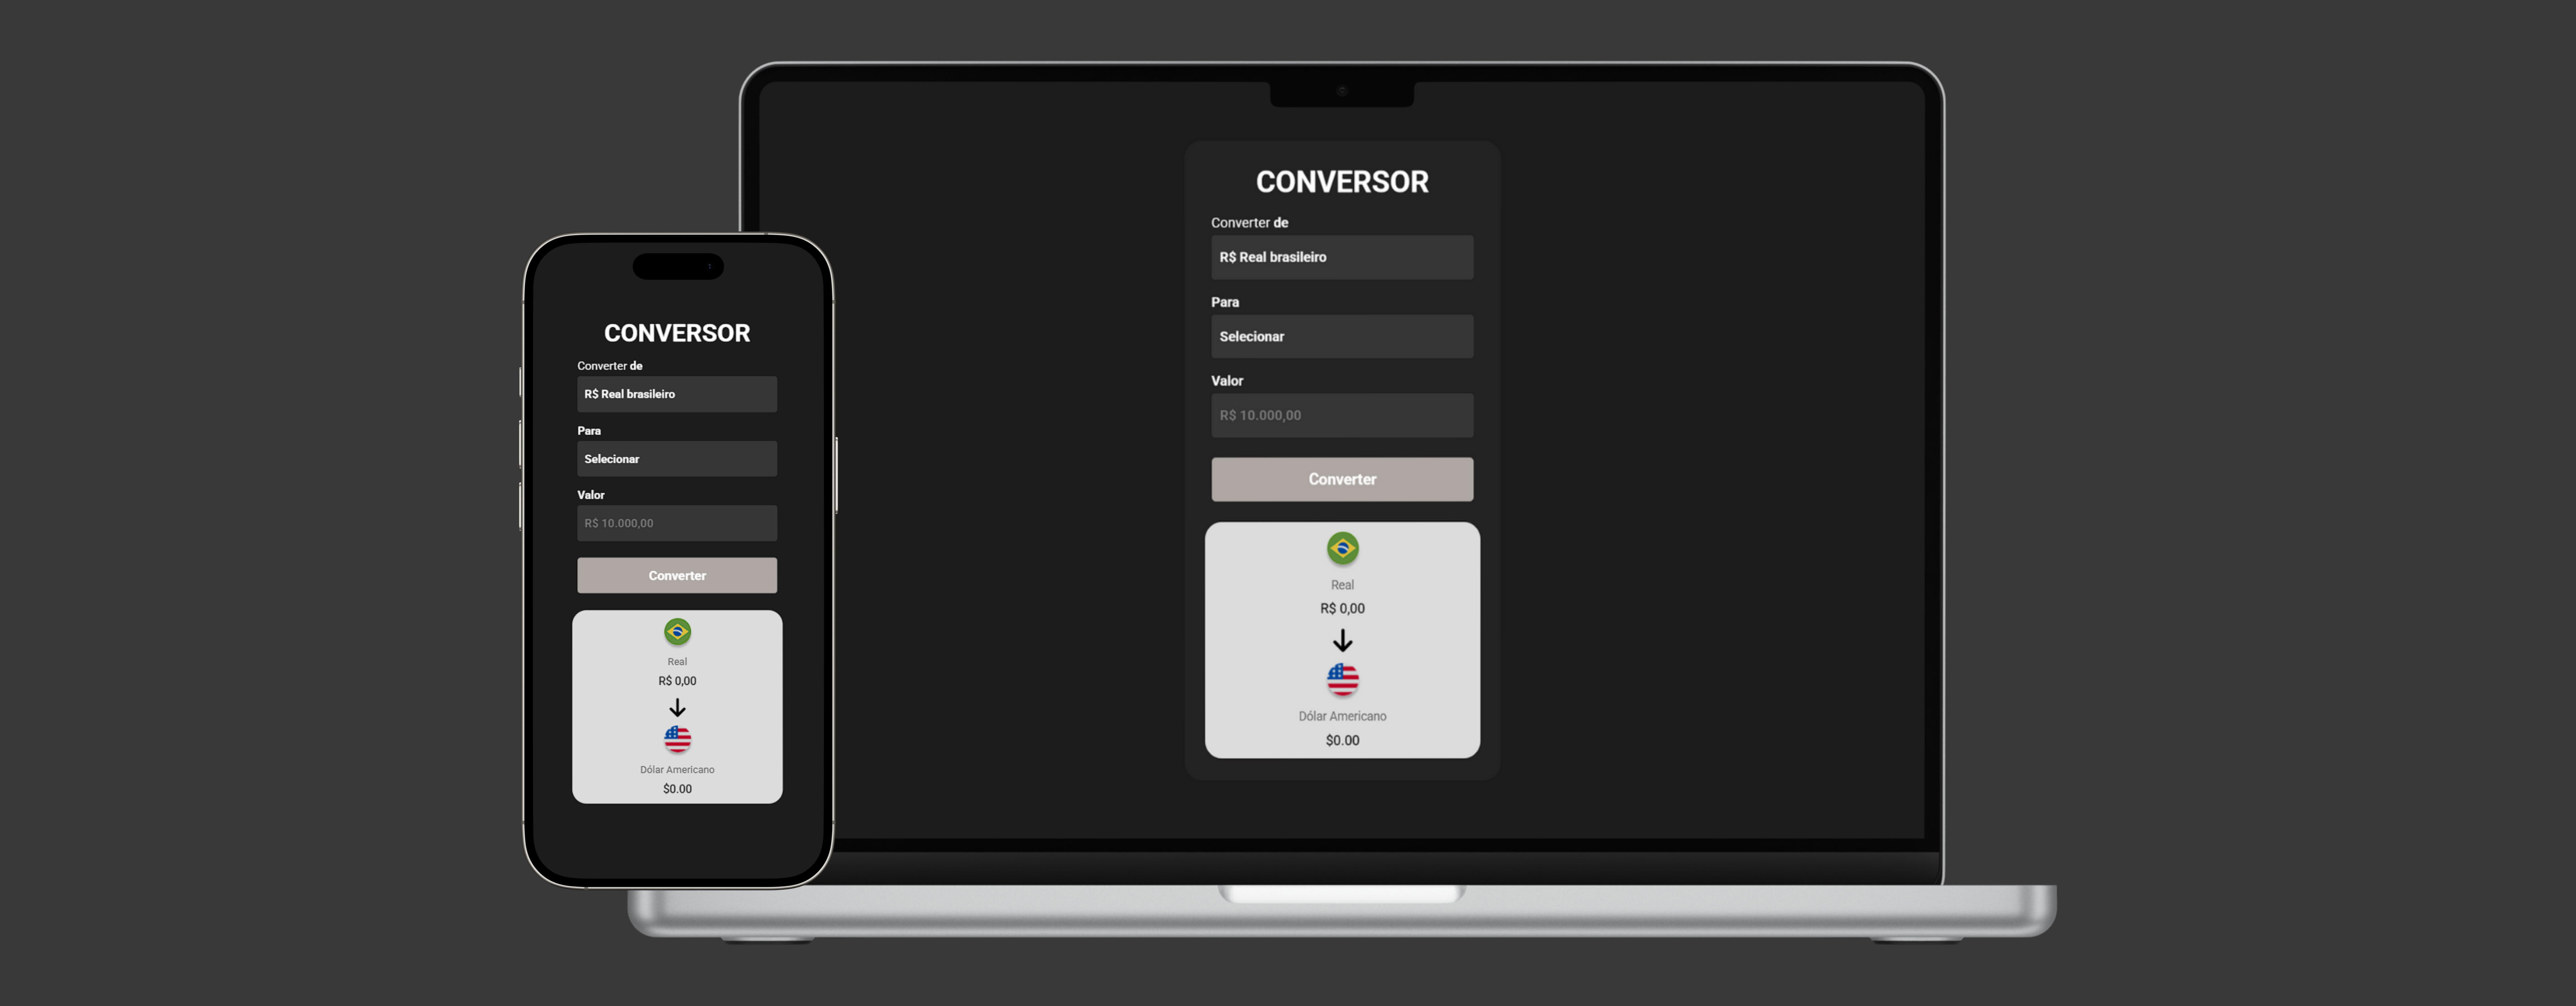 CONVERSOR
Converter de
R$ Real brasileiro
Para
Selecionar
Valor
R$ 10.000,00
Converter
Real
R$ 0,00
Dólar Americano
$0.00
CONVERSOR
Converter de
R$ Real brasileiro
Para
Selecionar
Valor
R$ 10.000,00
Converter
Real
R$ 0,00
Dólar Americano
$0.00